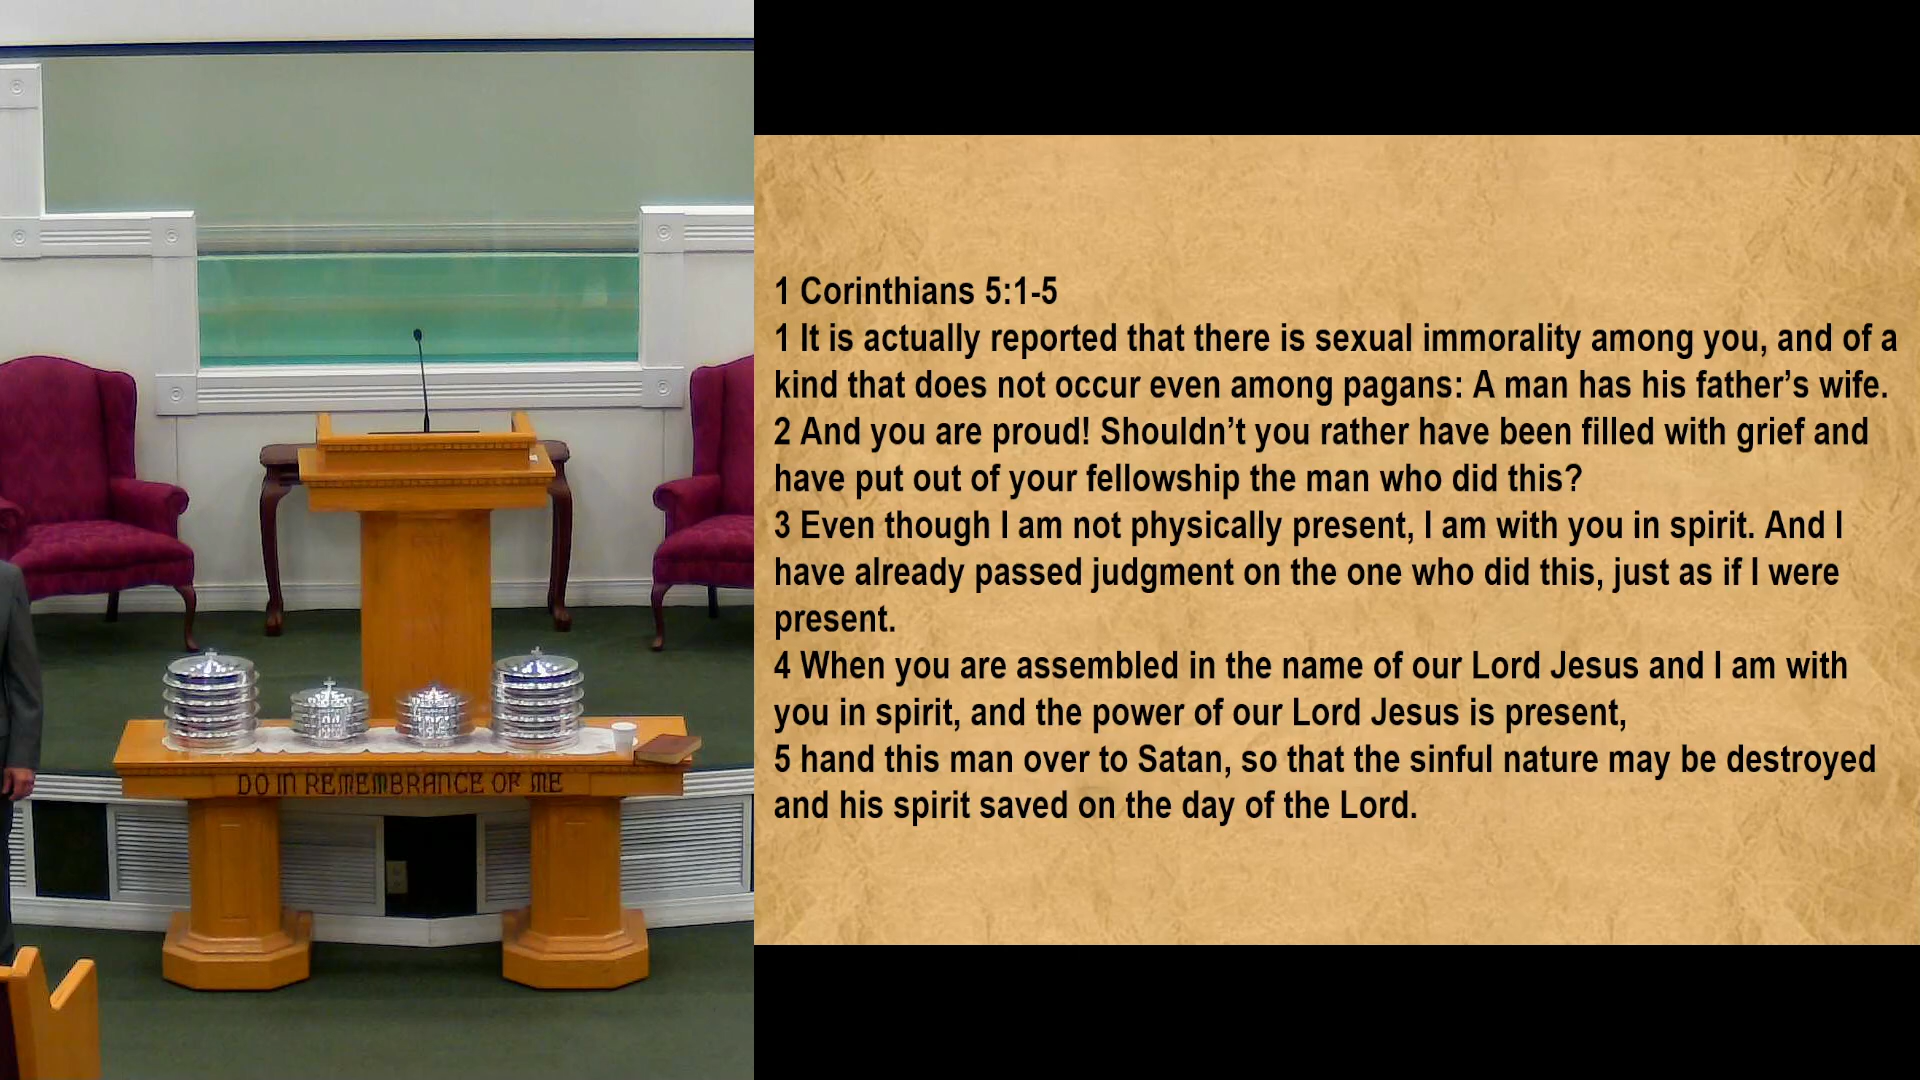 DO IN REMEMBRANCE OF ME
1 Corinthians 5:1-5
1 It is actually reported that there is sexual immorality among you, and of a
kind that does not occur even among pagans: A man has his father’s wife.
2 And you are proud! Shouldn’t you rather have been filled with grief and
have put out of your fellowship the man who did this?
3 Even though I am not physically present, I am with you in spirit. And I
have already passed judgment on the one who did this, just as if I were
present.
4 When you are assembled in the name of our Lord Jesus and I am with
you in spirit, and the power of our Lord Jesus is present,
5 hand this man over to Satan, so that the sinful nature may be destroyed
and his spirit saved on the day of the Lord.